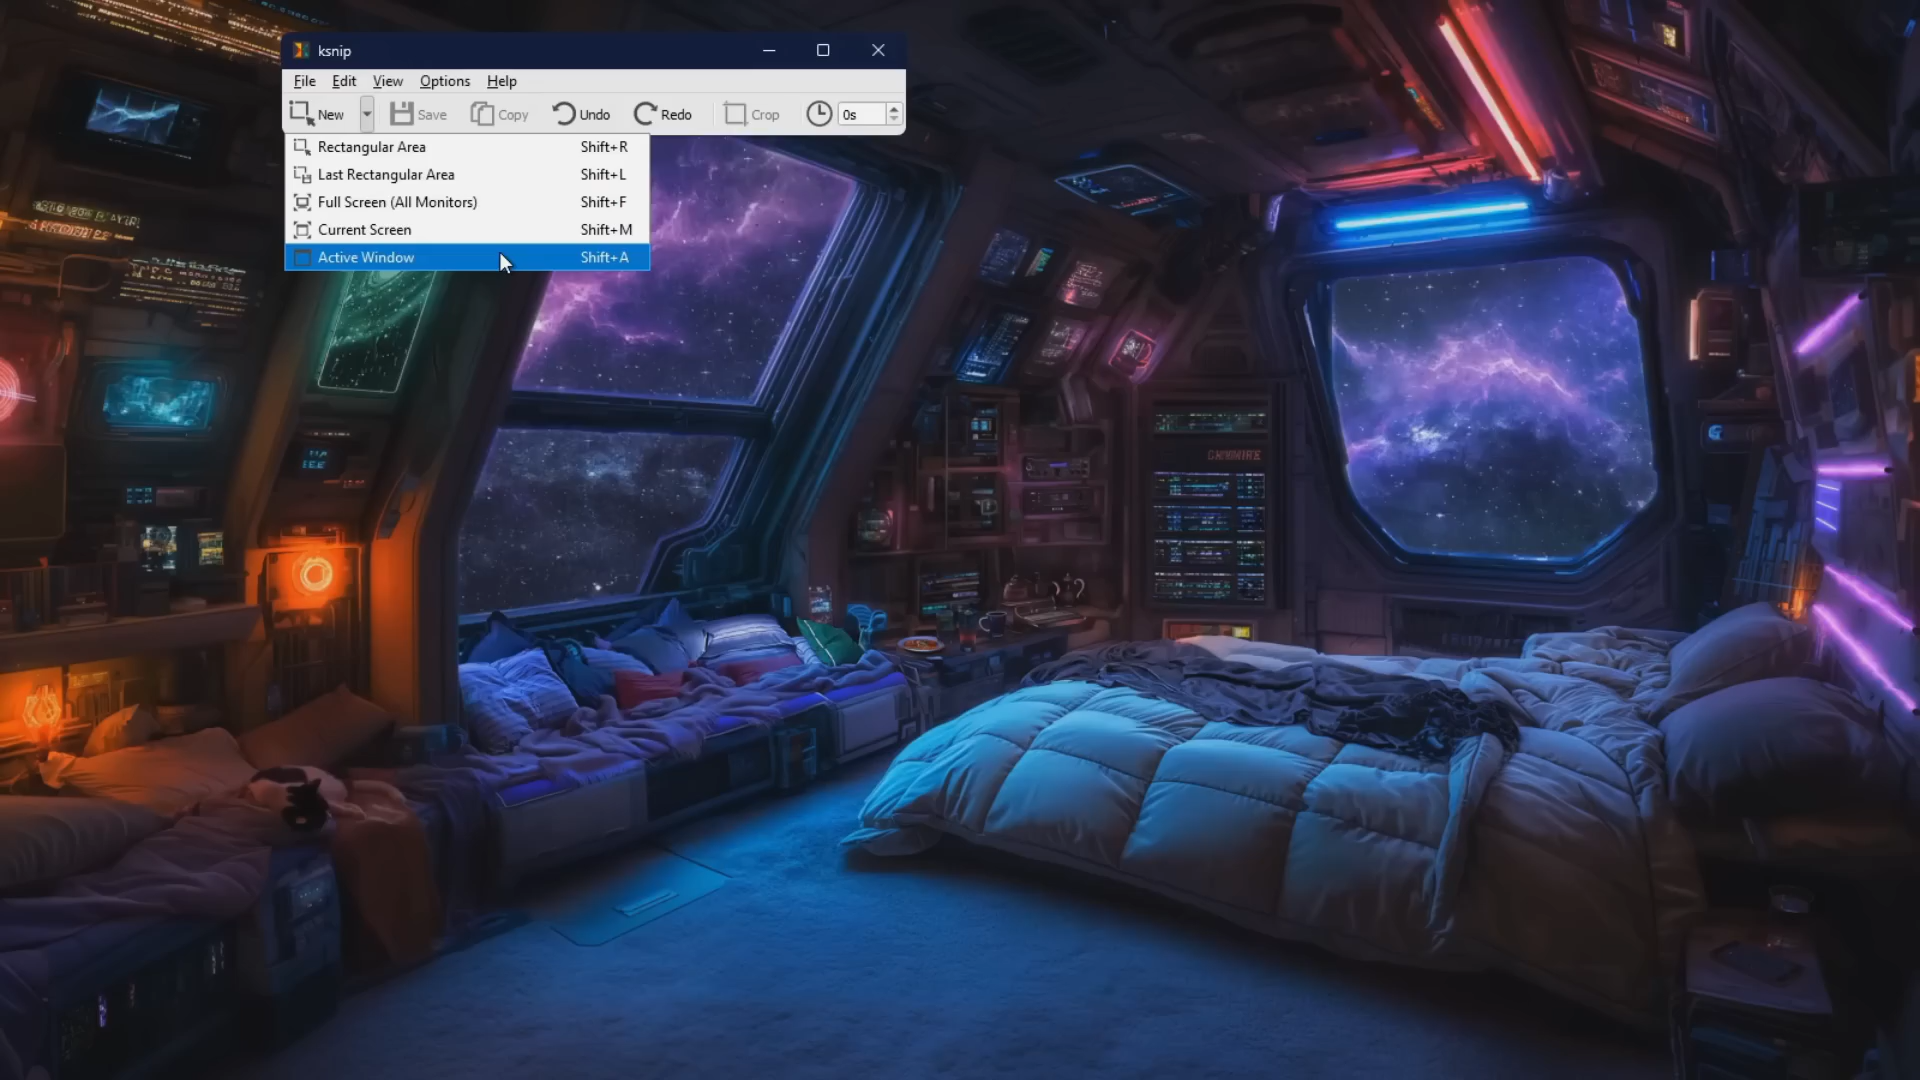 ksnip
File Edit View Options Help
New Save Copy Undo Redo Crop 0s
Rectangular Area Shift+R
Last Rectangular Area Shift+L
Full Screen (All Monitors) Shift+F
Current Screen Shift+M
Active Window Shift+A